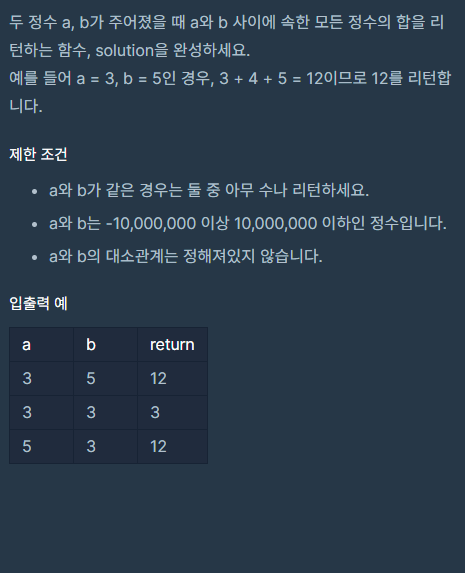 두 정수 a, b가 주어졌을 때 a와 b 사이에 속한 모든 정수의 합을 리
턴하는 함수, solution을 완성하세요.
예를 들어 a = 3, b = 5인 경우, 3 + 4 + 5 = 12이므로 12를 리턴합
니다.
제한 조건
• a와 b가 같은 경우는 둘 중 아무 수나 리턴하세요.
• a와 b는 -10,000,000 이상 10,000,000 이하인 정수입니다.
• a와 b의 대소관계는 정해져있지 않습니다.
입출력 예
a b return
3 5 12
3 3 3
5 3 12